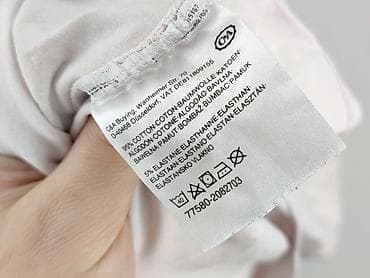 C&A
C&A Buying, Wanheimer Str. 70
D-40468 Düsseldorf, VAT DE811809155
95% COTTON-COTON-BAUMWOLLE-KATOEN-
ALGODÓN-COTONE-ALGODÃO-BAVLNA-
BAWEŁNA-PAMUT-BOMBAŽ-BUMBAC-PAMUK
5% ELASTANE-ELASTHANNE-ELASTHAN-
ELASTAAN-ELASTANO-ELASTAN-ELASZTÁN-
ELASTANSKO VLAKNO
77580-2082703